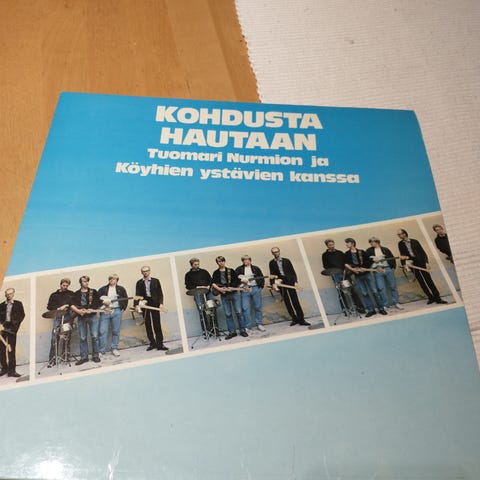 KOHDUSTA
HAUTAAN
Tuomari Nurmion ja
Köyhien ystävien kanssa